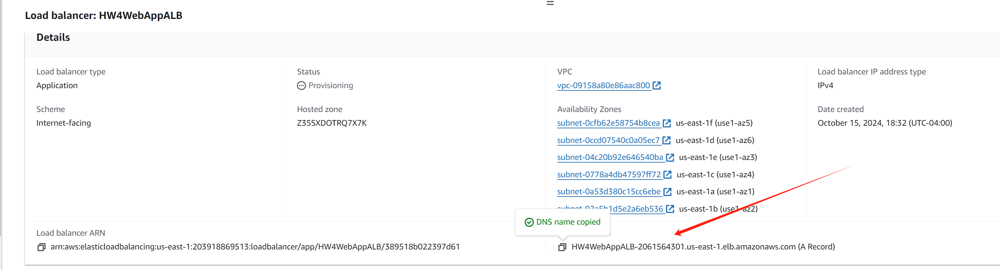 Load balancer: HW4WebAppALB
Details
Load balancer type
Application
Scheme
Internet-facing
Status
Provisioning
Hosted zone
Z35SXDOTRQ7X7K
VPC
vpc-09158a80e86aac800
Availability Zones
subnet-0cfb62e58754b8cea us-east-1f (use1-az5)
subnet-0ccd07540c0a05ec7 us-east-1d (use1-az6)
subnet-04c20b92e646540ba us-east-1e (use1-az3)
subnet-0778a4db47597ff72 us-east-1c (use1-az4)
subnet-0a53d380c15cc6ebe us-east-1a (use1-az1)
subnet-02a5b1d5e2a6eb536 us-east-1b (use1-az2)
Load balancer IP address type
IPv4
Date created
October 15, 2024, 18:32 (UTC-04:00)
Load balancer ARN
arn:aws:elasticloadbalancing:us-east-1:203918869513:loadbalancer/app/HW4WebAppALB/389518b022397d61
DNS name copied
HW4WebAppALB-2061564301.us-east-1.elb.amazonaws.com (A Record)